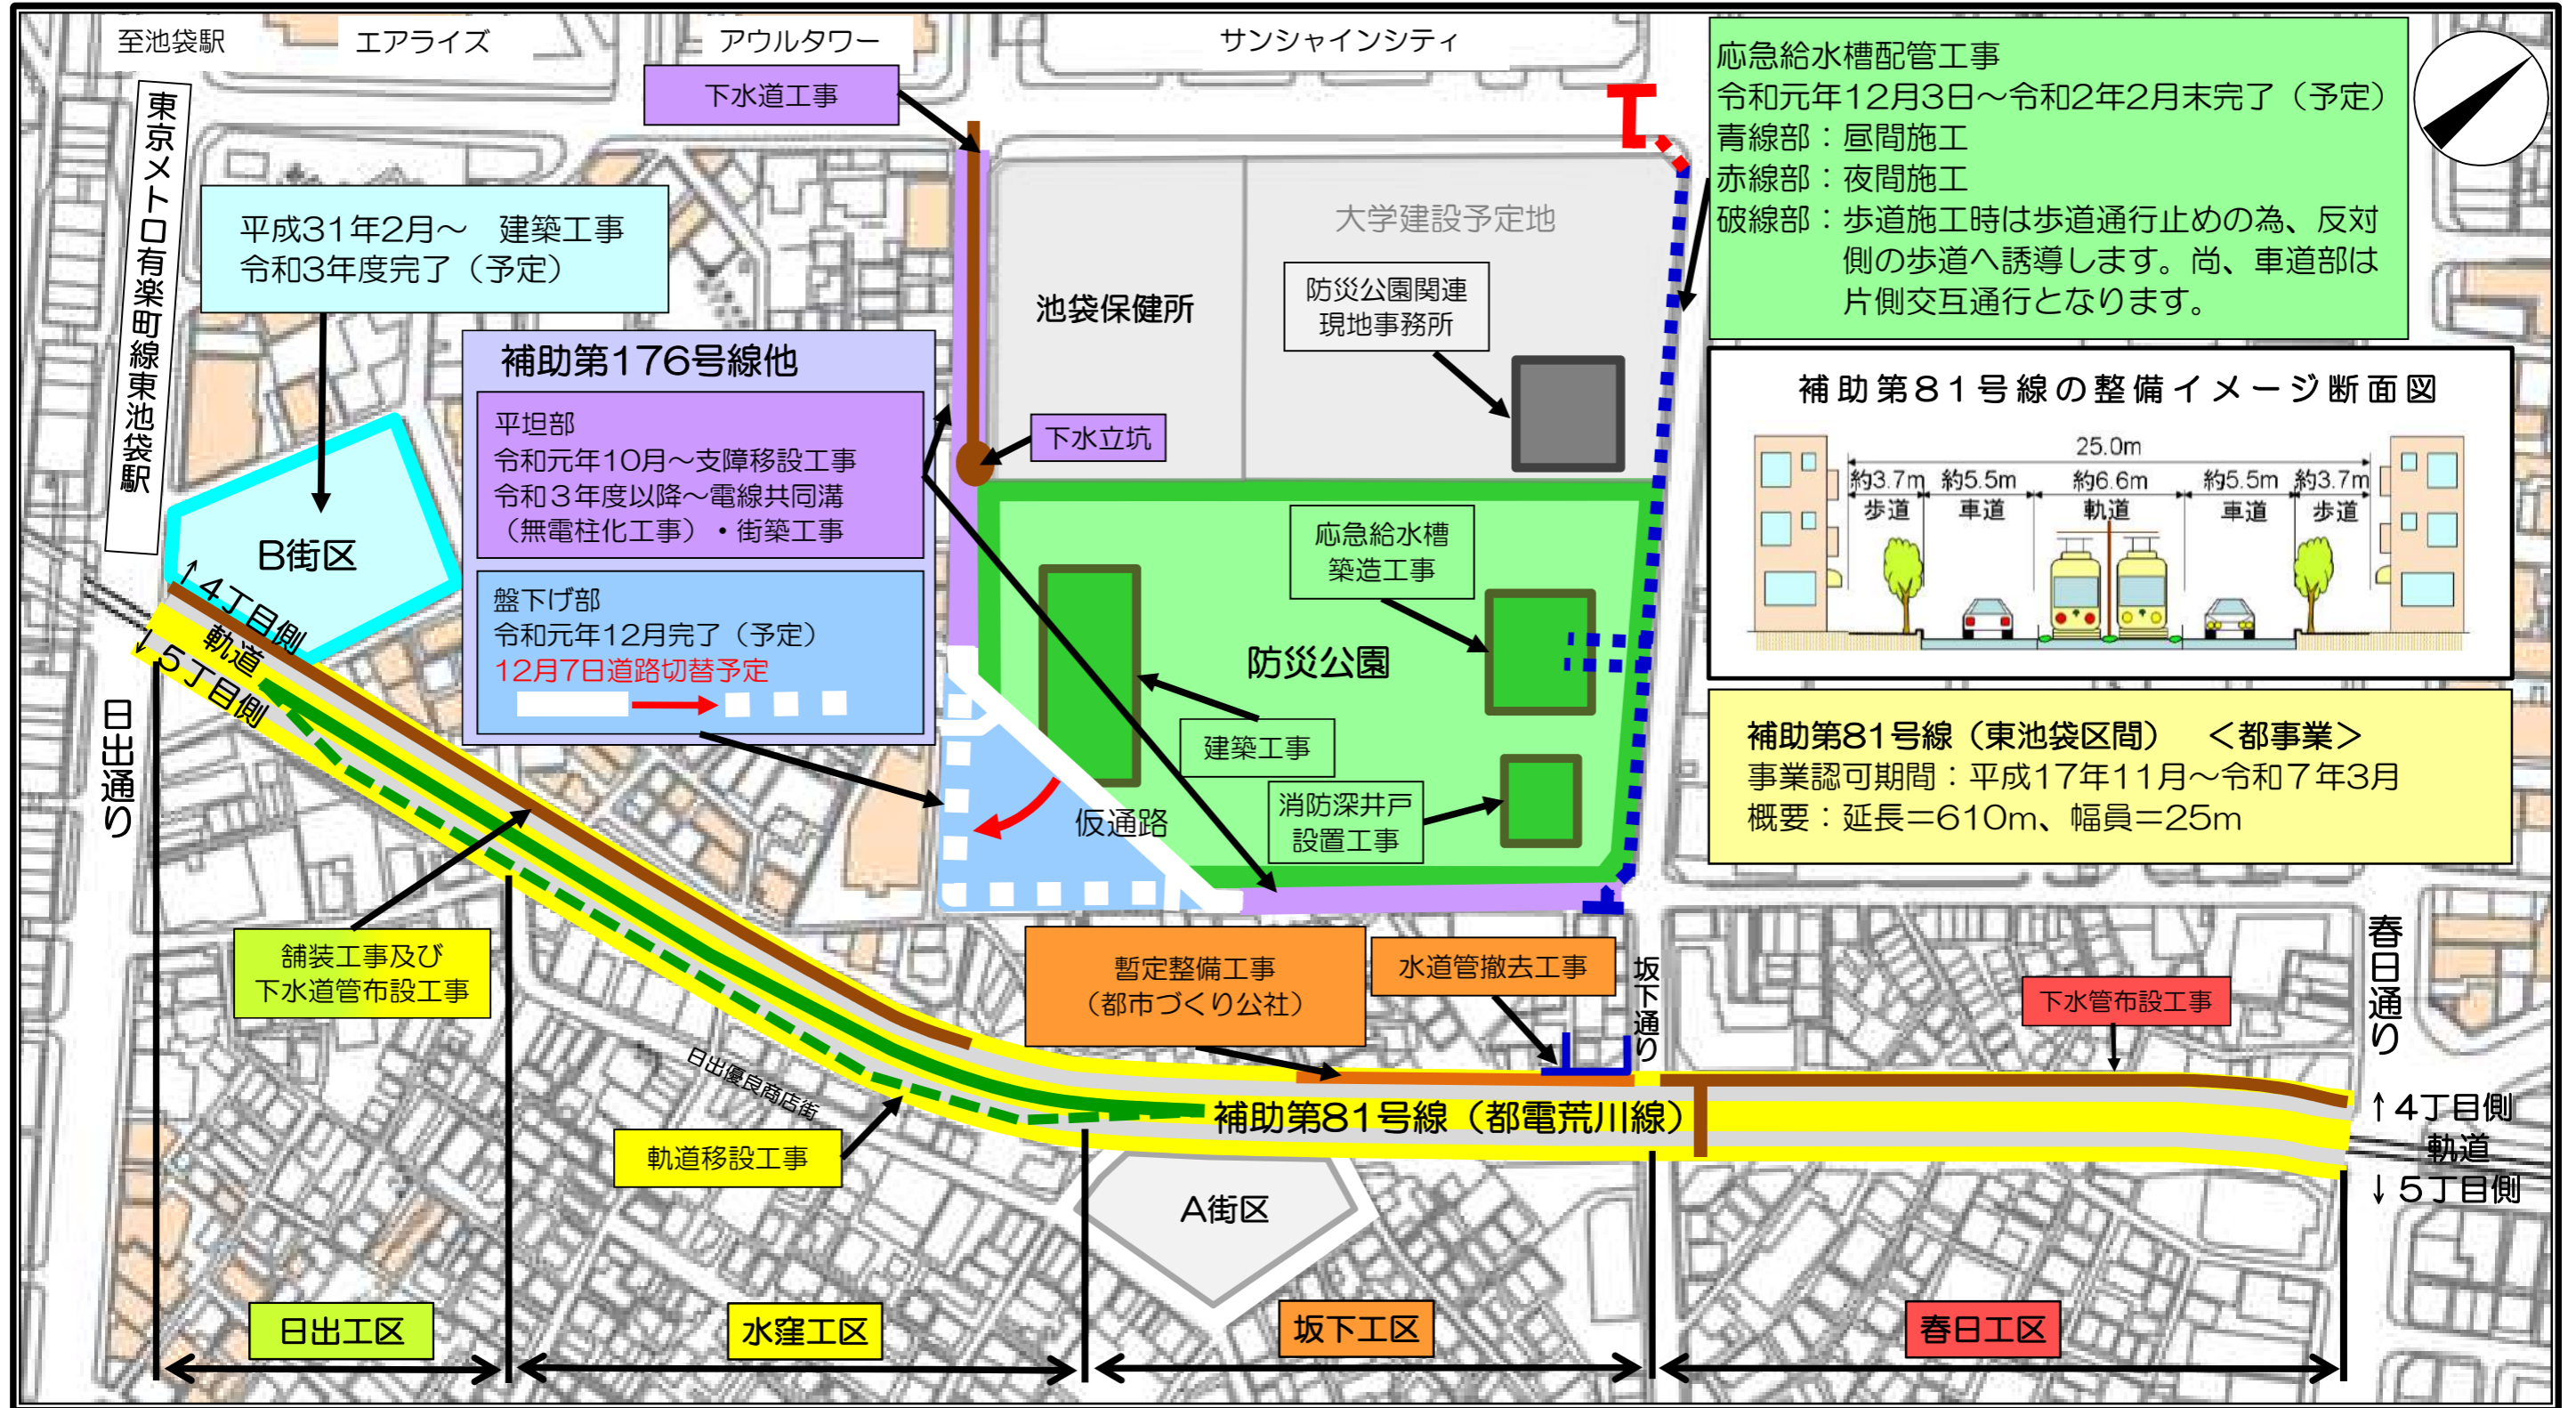 至池袋駅
エアライズ
アウルタワー
サンシャインシティ
東京メトロ有楽町線東池袋駅
下水道工事
応急給水槽配管工事
令和元年12月3日～令和2年2月末完了（予定）
青線部：昼間施工
赤線部：夜間施工
破線部：歩道施工時は歩道通行止めの為、反対
側の歩道へ誘導します。尚、車道部は
片側交互通行となります。
平成31年2月～　建築工事
令和3年度完了（予定）
大学建設予定地
池袋保健所
防災公園関連
現地事務所
補助第176号線他
平坦部
令和元年10月～支障移設工事
令和３年度以降～電線共同溝
（無電柱化工事）・街築工事
盤下げ部
令和元年12月完了（予定）
12月7日道路切替予定
下水立坑
補助第81号線の整備イメージ断面図
25.0m
約3.7m 約5.5m 約6.6m 約5.5m 約3.7m
歩道 車道 軌道 車道 歩道
B街区
応急給水槽
築造工事
防災公園
建築工事
消防深井戸
設置工事
仮通路
補助第81号線（東池袋区間）　＜都事業＞
事業認可期間：平成17年11月～令和７年3月
概要：延長＝610m、幅員＝25m
↑4丁目側
軌道
↓5丁目側
日出通り
舗装工事及び
下水道管布設工事
暫定整備工事
（都市づくり公社）
水道管撤去工事
坂下通り
下水管布設工事
春日通り
日出優良商店街
軌道移設工事
補助第81号線（都電荒川線）
↑4丁目側
軌道
↓5丁目側
A街区
日出工区
水窪工区
坂下工区
春日工区